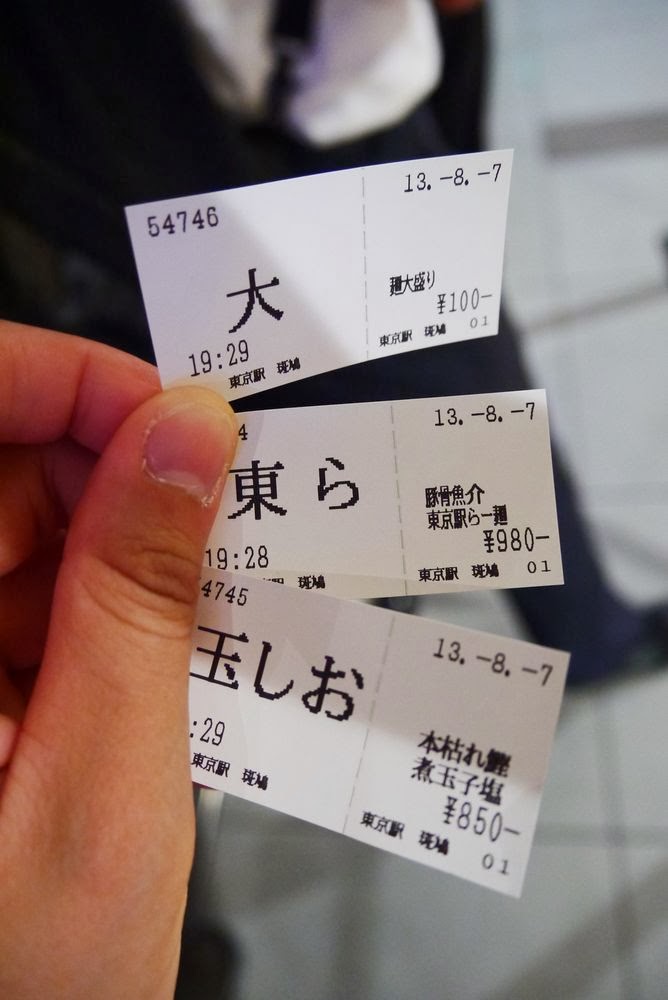 54746
13.-8.-7
大
麺大盛り
¥100-
19:29
東京駅 斑鳩
東京駅 斑鳩
01
4
13.-8.-7
東ら
豚骨魚介
東京駅らー麺
¥980-
19:28
斑鳩
東京駅 斑鳩
01
4745
13.-8.-7
玉しお
本枯れ鰹
煮玉子塩
¥850-
:29
東京駅 斑鳩
東京駅 斑鳩
01